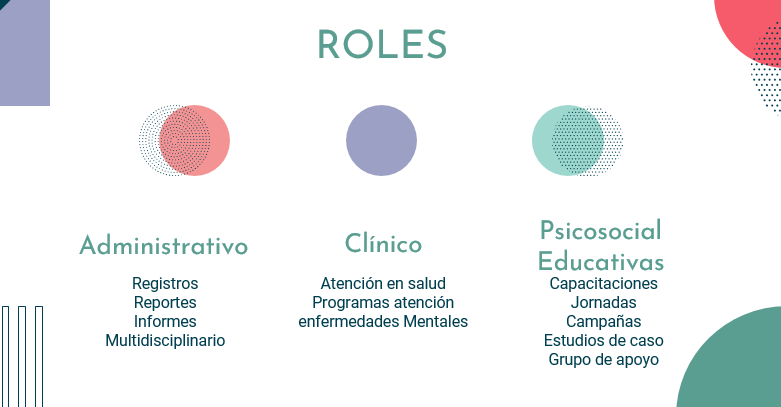 ROLES
Administrativo
Registros
Reportes
Informes
Multidisciplinario
Clínico
Atención en salud
Programas atención
enfermedades Mentales
Psicosocial
Educativas
Capacitaciones
Jornadas
Campañas
Estudios de caso
Grupo de apoyo